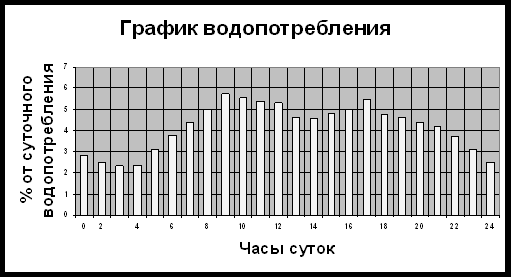 График водопотребления
% от суточного
водопотребления
7
6
5
4
3
2
1
0
0 2 4 6 8 10 12 14 16 18 20 22 24
Часы суток